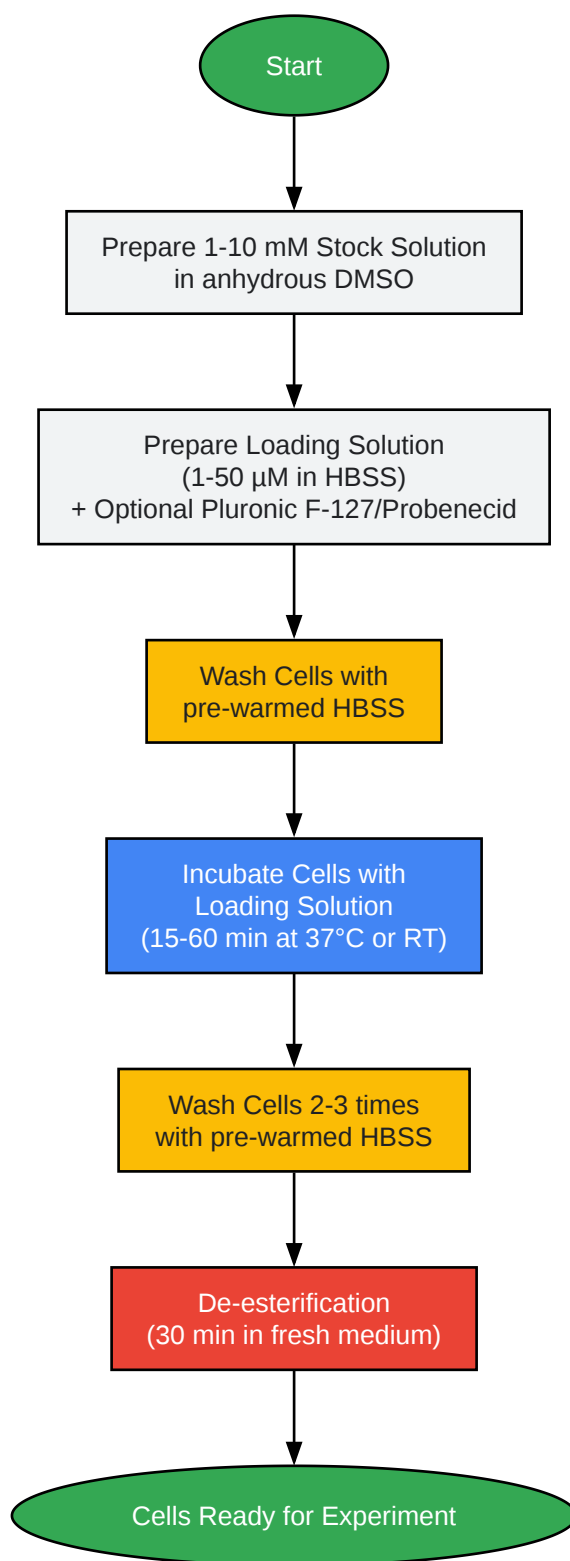 Start
Prepare 1-10 mM Stock Solution
in anhydrous DMSO
Prepare Loading Solution
(1-50 µM in HBSS)
+ Optional Pluronic F-127/Probenecid
Wash Cells with
pre-warmed HBSS
Incubate Cells with
Loading Solution
(15-60 min at 37°C or RT)
Wash Cells 2-3 times
with pre-warmed HBSS
De-esterification
(30 min in fresh medium)
Cells Ready for Experiment